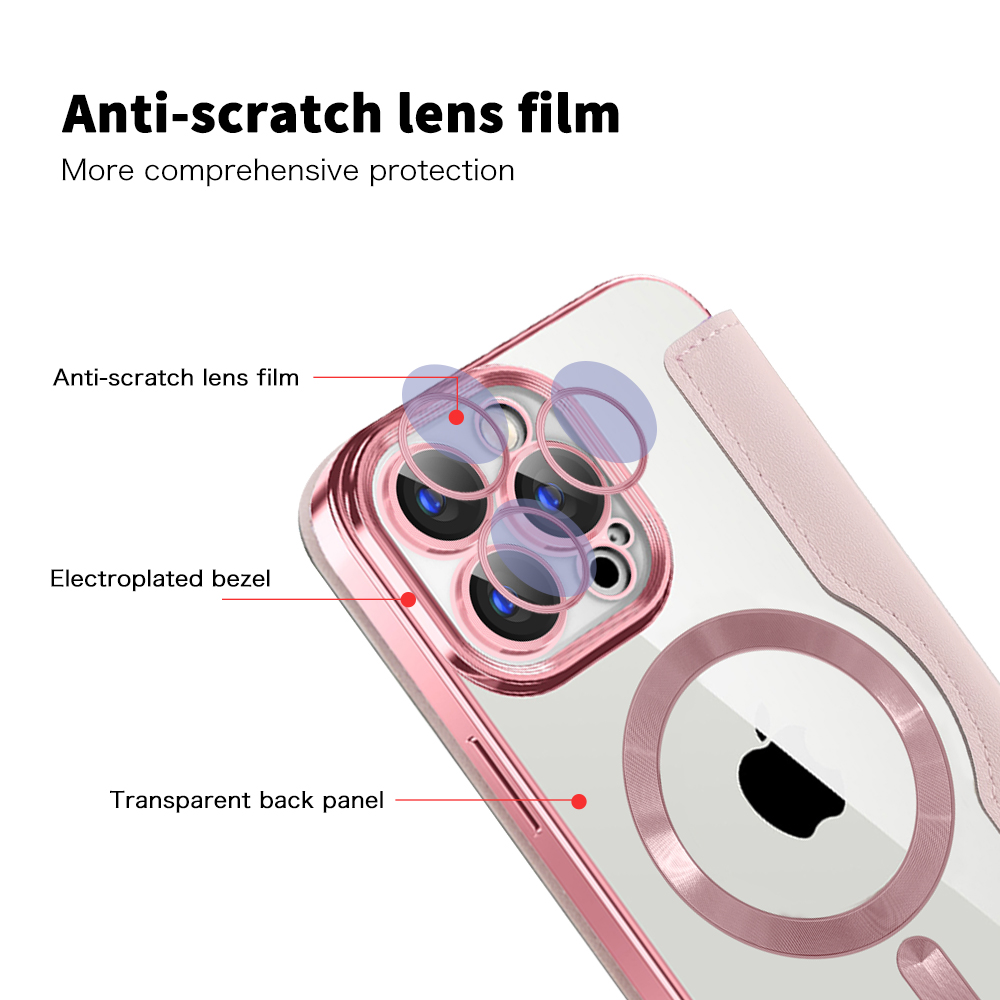 Anti-scratch lens film
More comprehensive protection
Anti-scratch lens film
Electroplated bezel
Transparent back panel